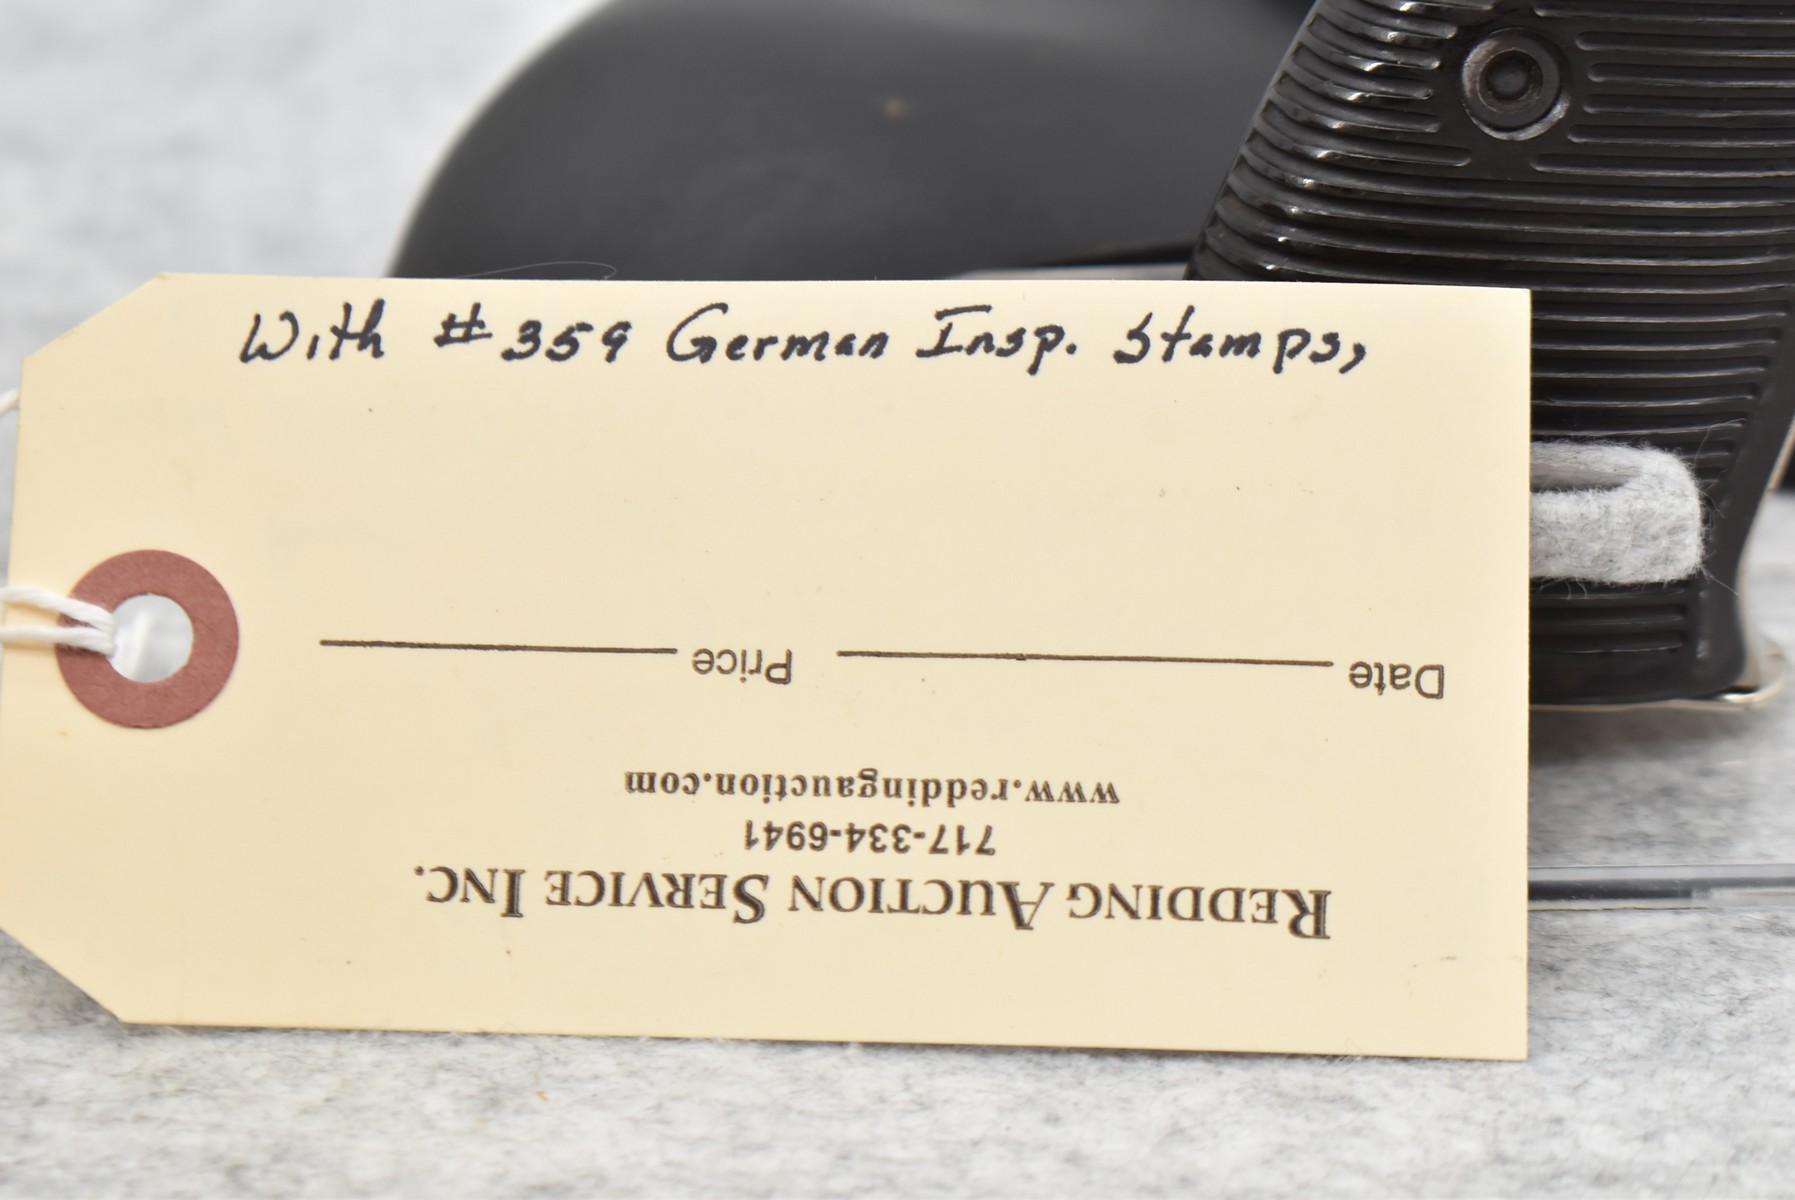 With #359 German Insp. Stamps,
REDDING AUCTION SERVICE INC.
717-334-6941
www.reddingauction.com
Date Price